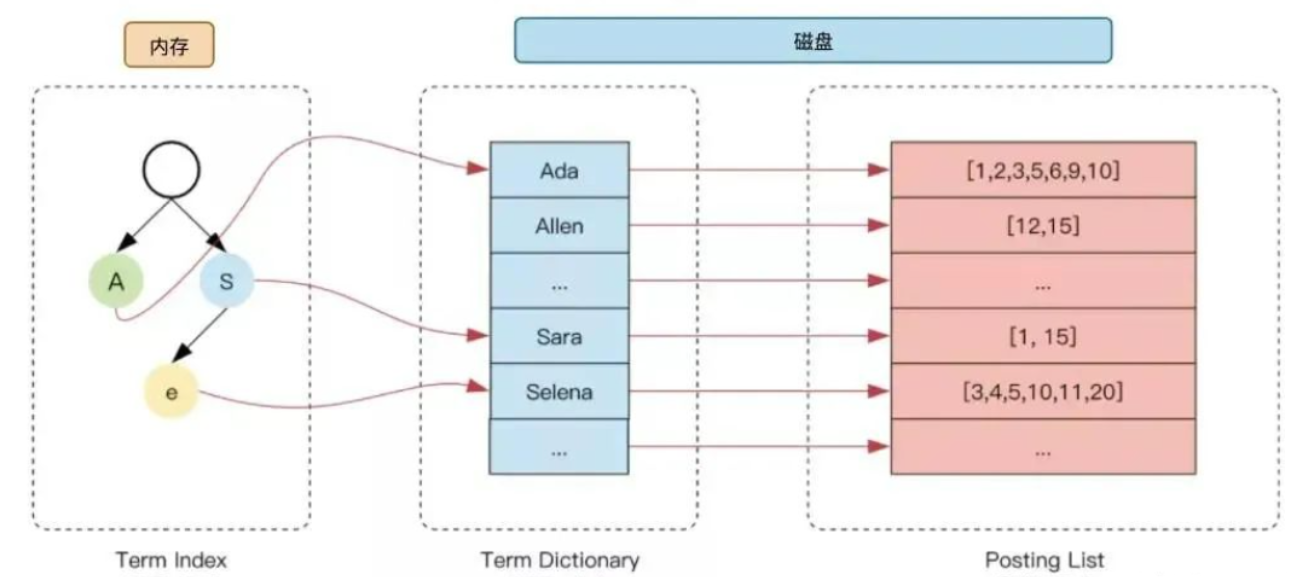 内存
磁盘
A
S
e
Ada
Allen
...
Sara
Selena
...
[1,2,3,5,6,9,10]
[12,15]
...
[1, 15]
[3,4,5,10,11,20]
...
Term Index
Term Dictionary
Posting List